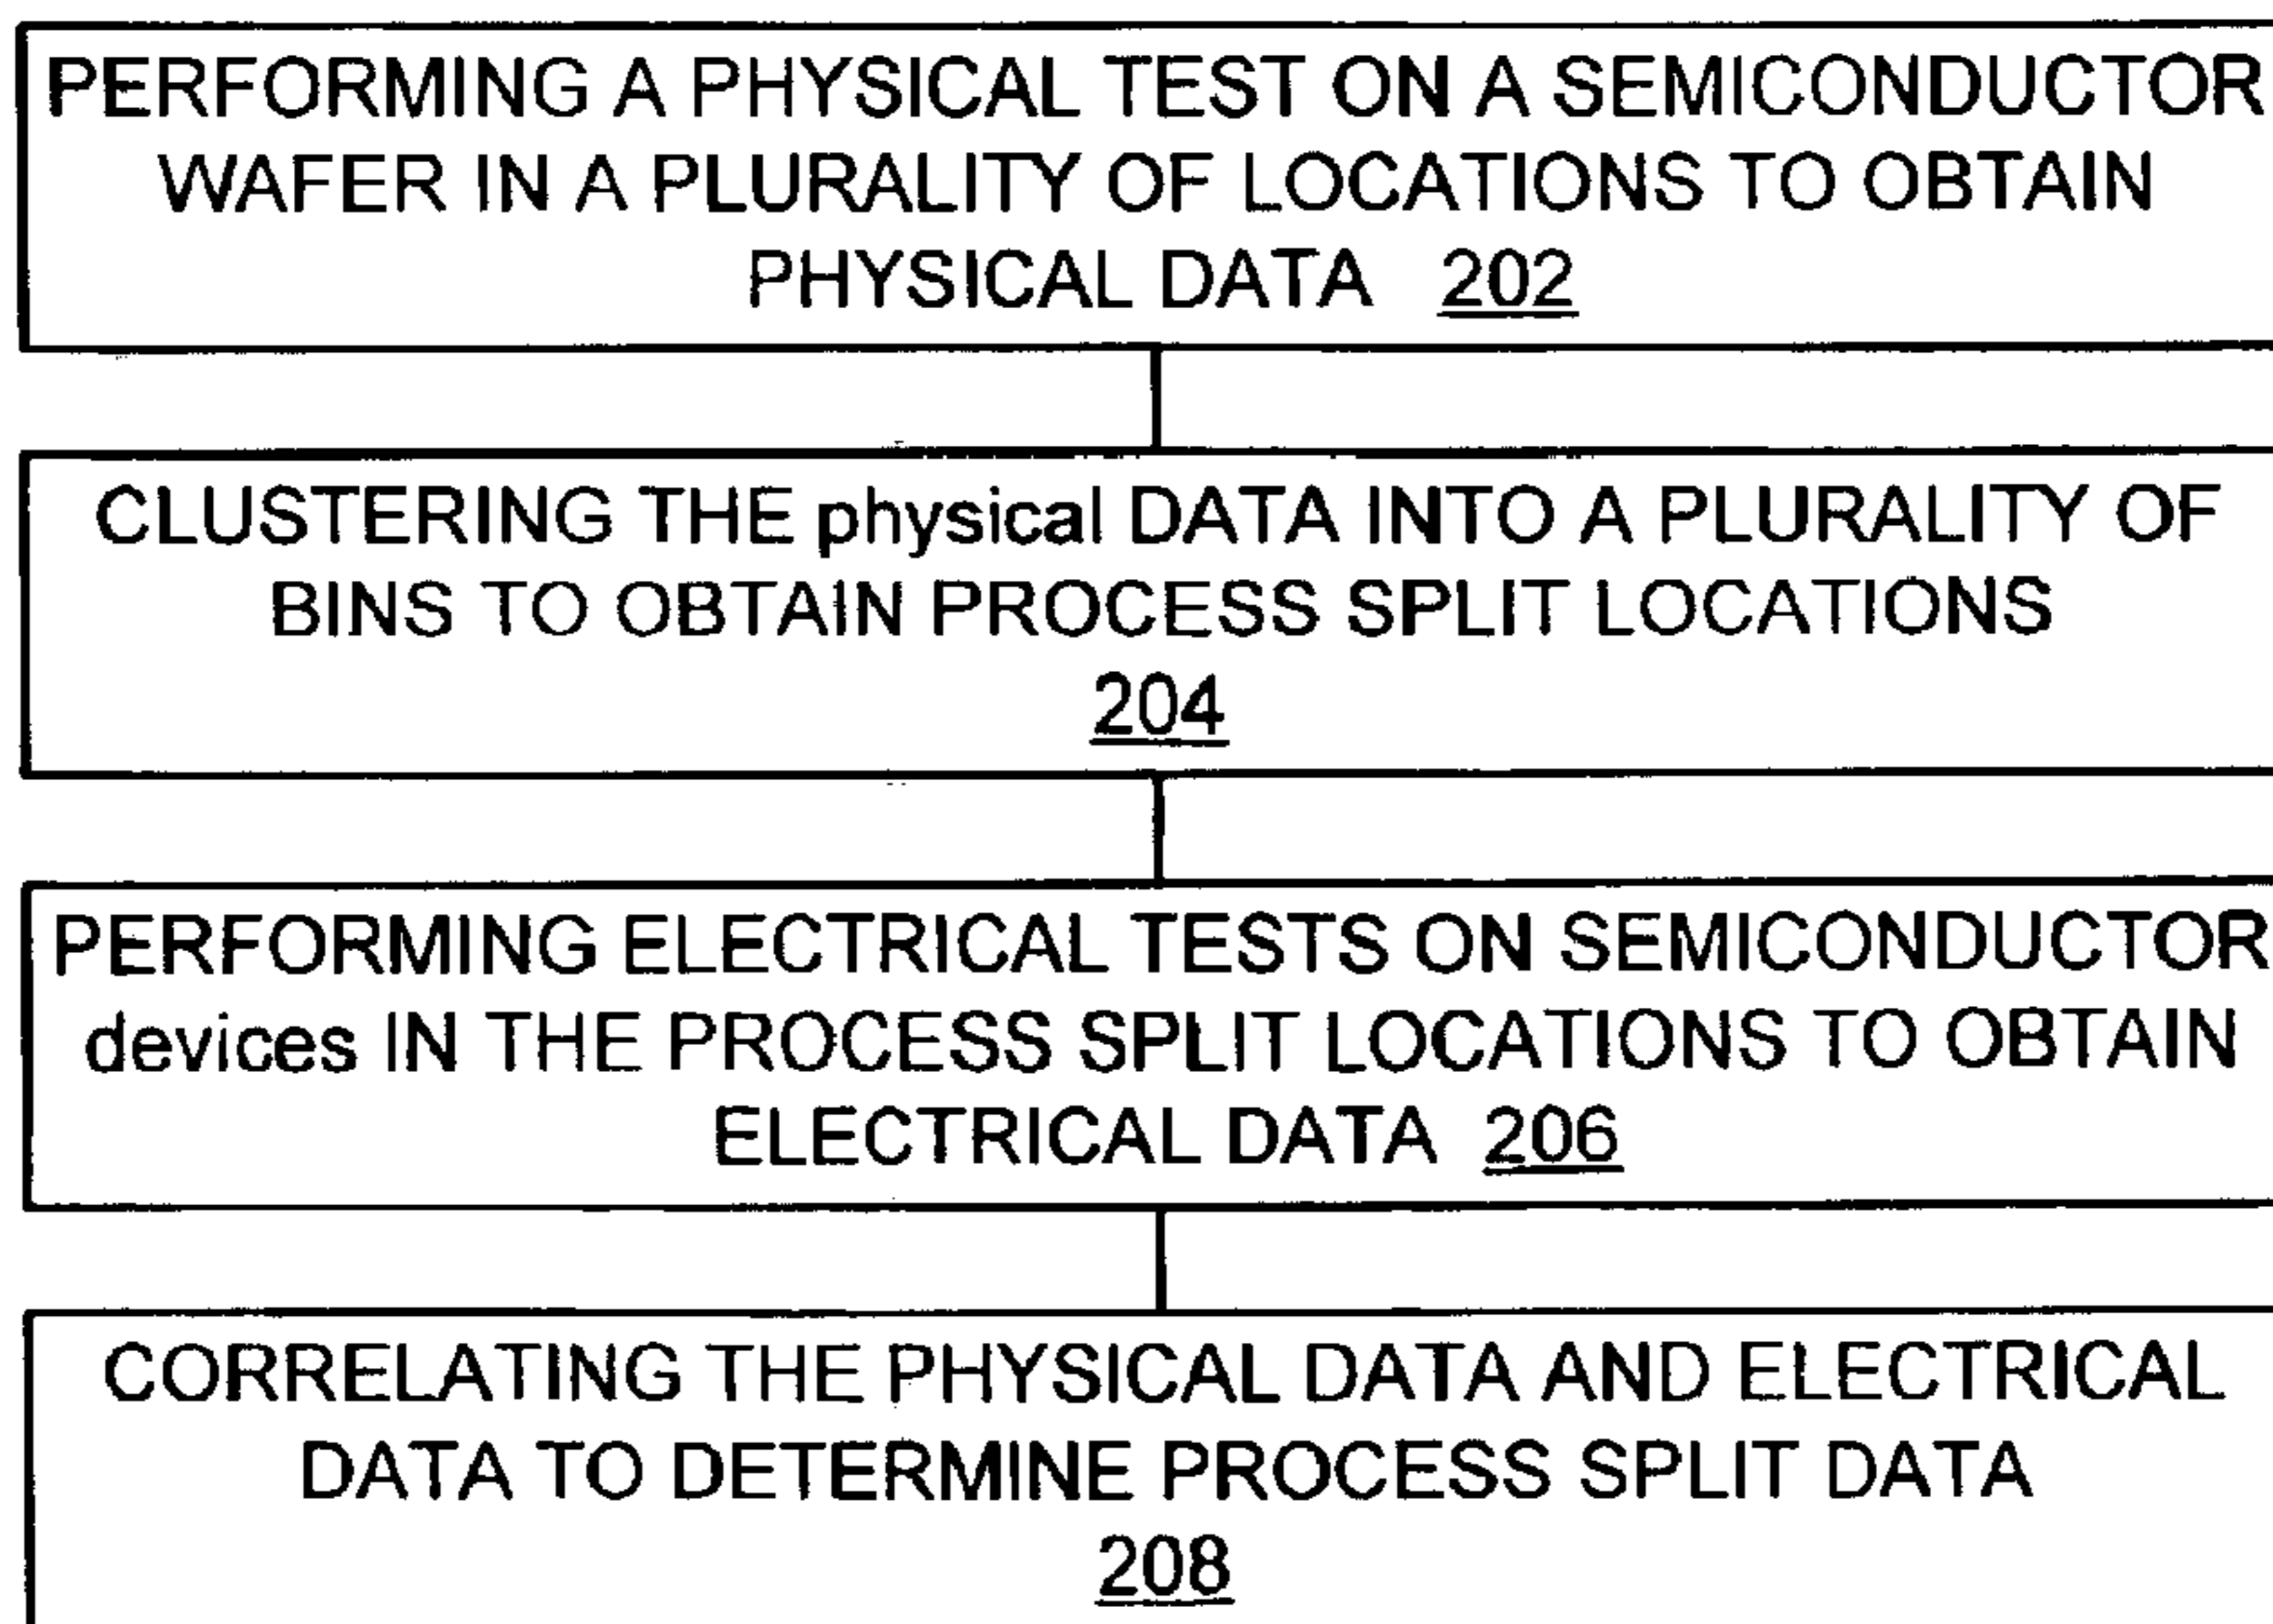 PERFORMING A PHYSICAL TEST ON A SEMICONDUCTOR
WAFER IN A PLURALITY OF LOCATIONS TO OBTAIN
PHYSICAL DATA 202
CLUSTERING THE physical DATA INTO A PLURALITY OF
BINS TO OBTAIN PROCESS SPLIT LOCATIONS
204
PERFORMING ELECTRICAL TESTS ON SEMICONDUCTOR
devices IN THE PROCESS SPLIT LOCATIONS TO OBTAIN
ELECTRICAL DATA 206
CORRELATING THE PHYSICAL DATA AND ELECTRICAL
DATA TO DETERMINE PROCESS SPLIT DATA
208